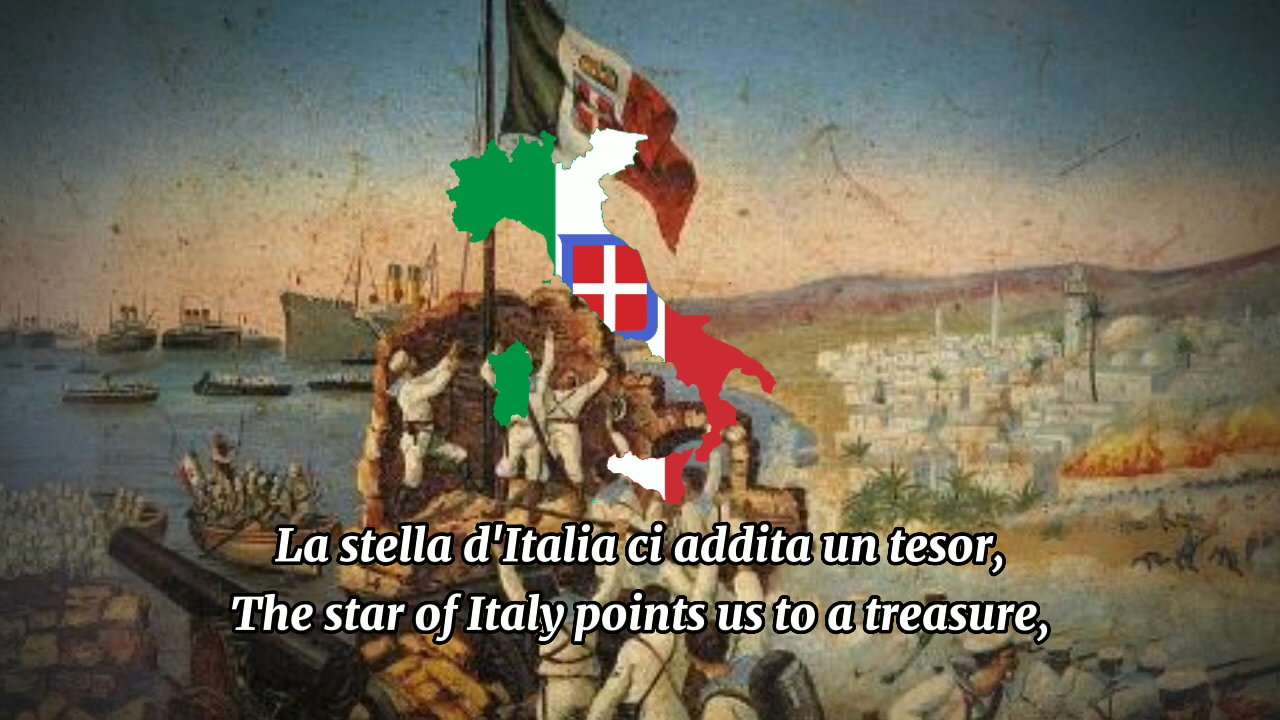 La stella d'Italia ci addita un tesor,
The star of Italy points us to a treasure,